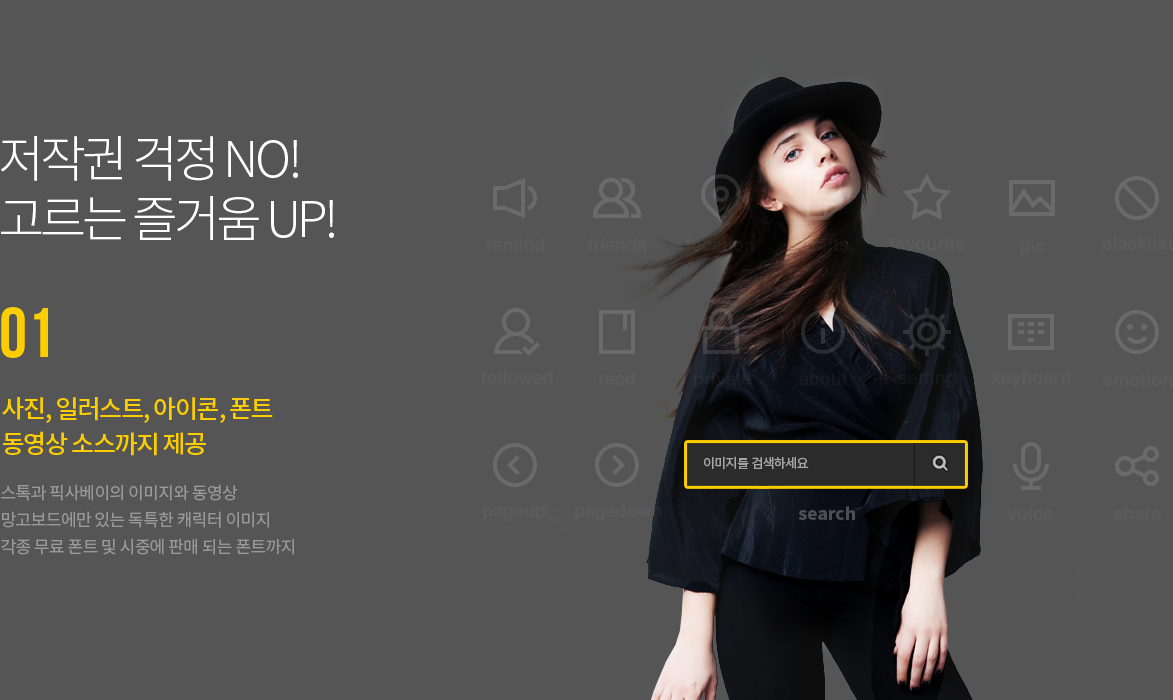 저작권 걱정 NO!
고르는 즐거움 UP!
01
사진, 일러스트, 아이콘, 폰트
동영상 소스까지 제공
스톡과 픽사베이의 이미지와 동영상
망고보드에만 있는 독특한 캐릭터 이미지
각종 무료 폰트 및 시중에 판매 되는 폰트까지
remind friends favourite pic
followed read private about setting keyboard emotion
이미지를 검색하세요
pageup pagedown search voice share